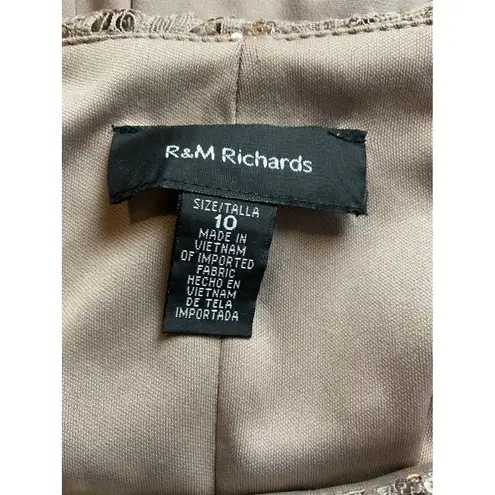 R&M Richards
SIZE/TALLA
10
MADE IN
VIETNAM
OF IMPORTED
FABRIC
HECHO EN
VIETNAM
DE TELA
IMPORTADA